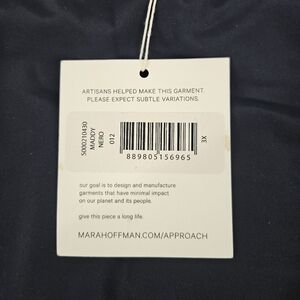 ARTISANS HELPED MAKE THIS GARMENT.
PLEASE EXPECT SUBTLE VARIATIONS.
S000210430
MADDY
NERO
012
3X
889805156965
our goal is to design and manufacture
garments that have minimal impact
on our planet and its people.
give this piece a long life.
MARAHOFFMAN.COM/APPROACH